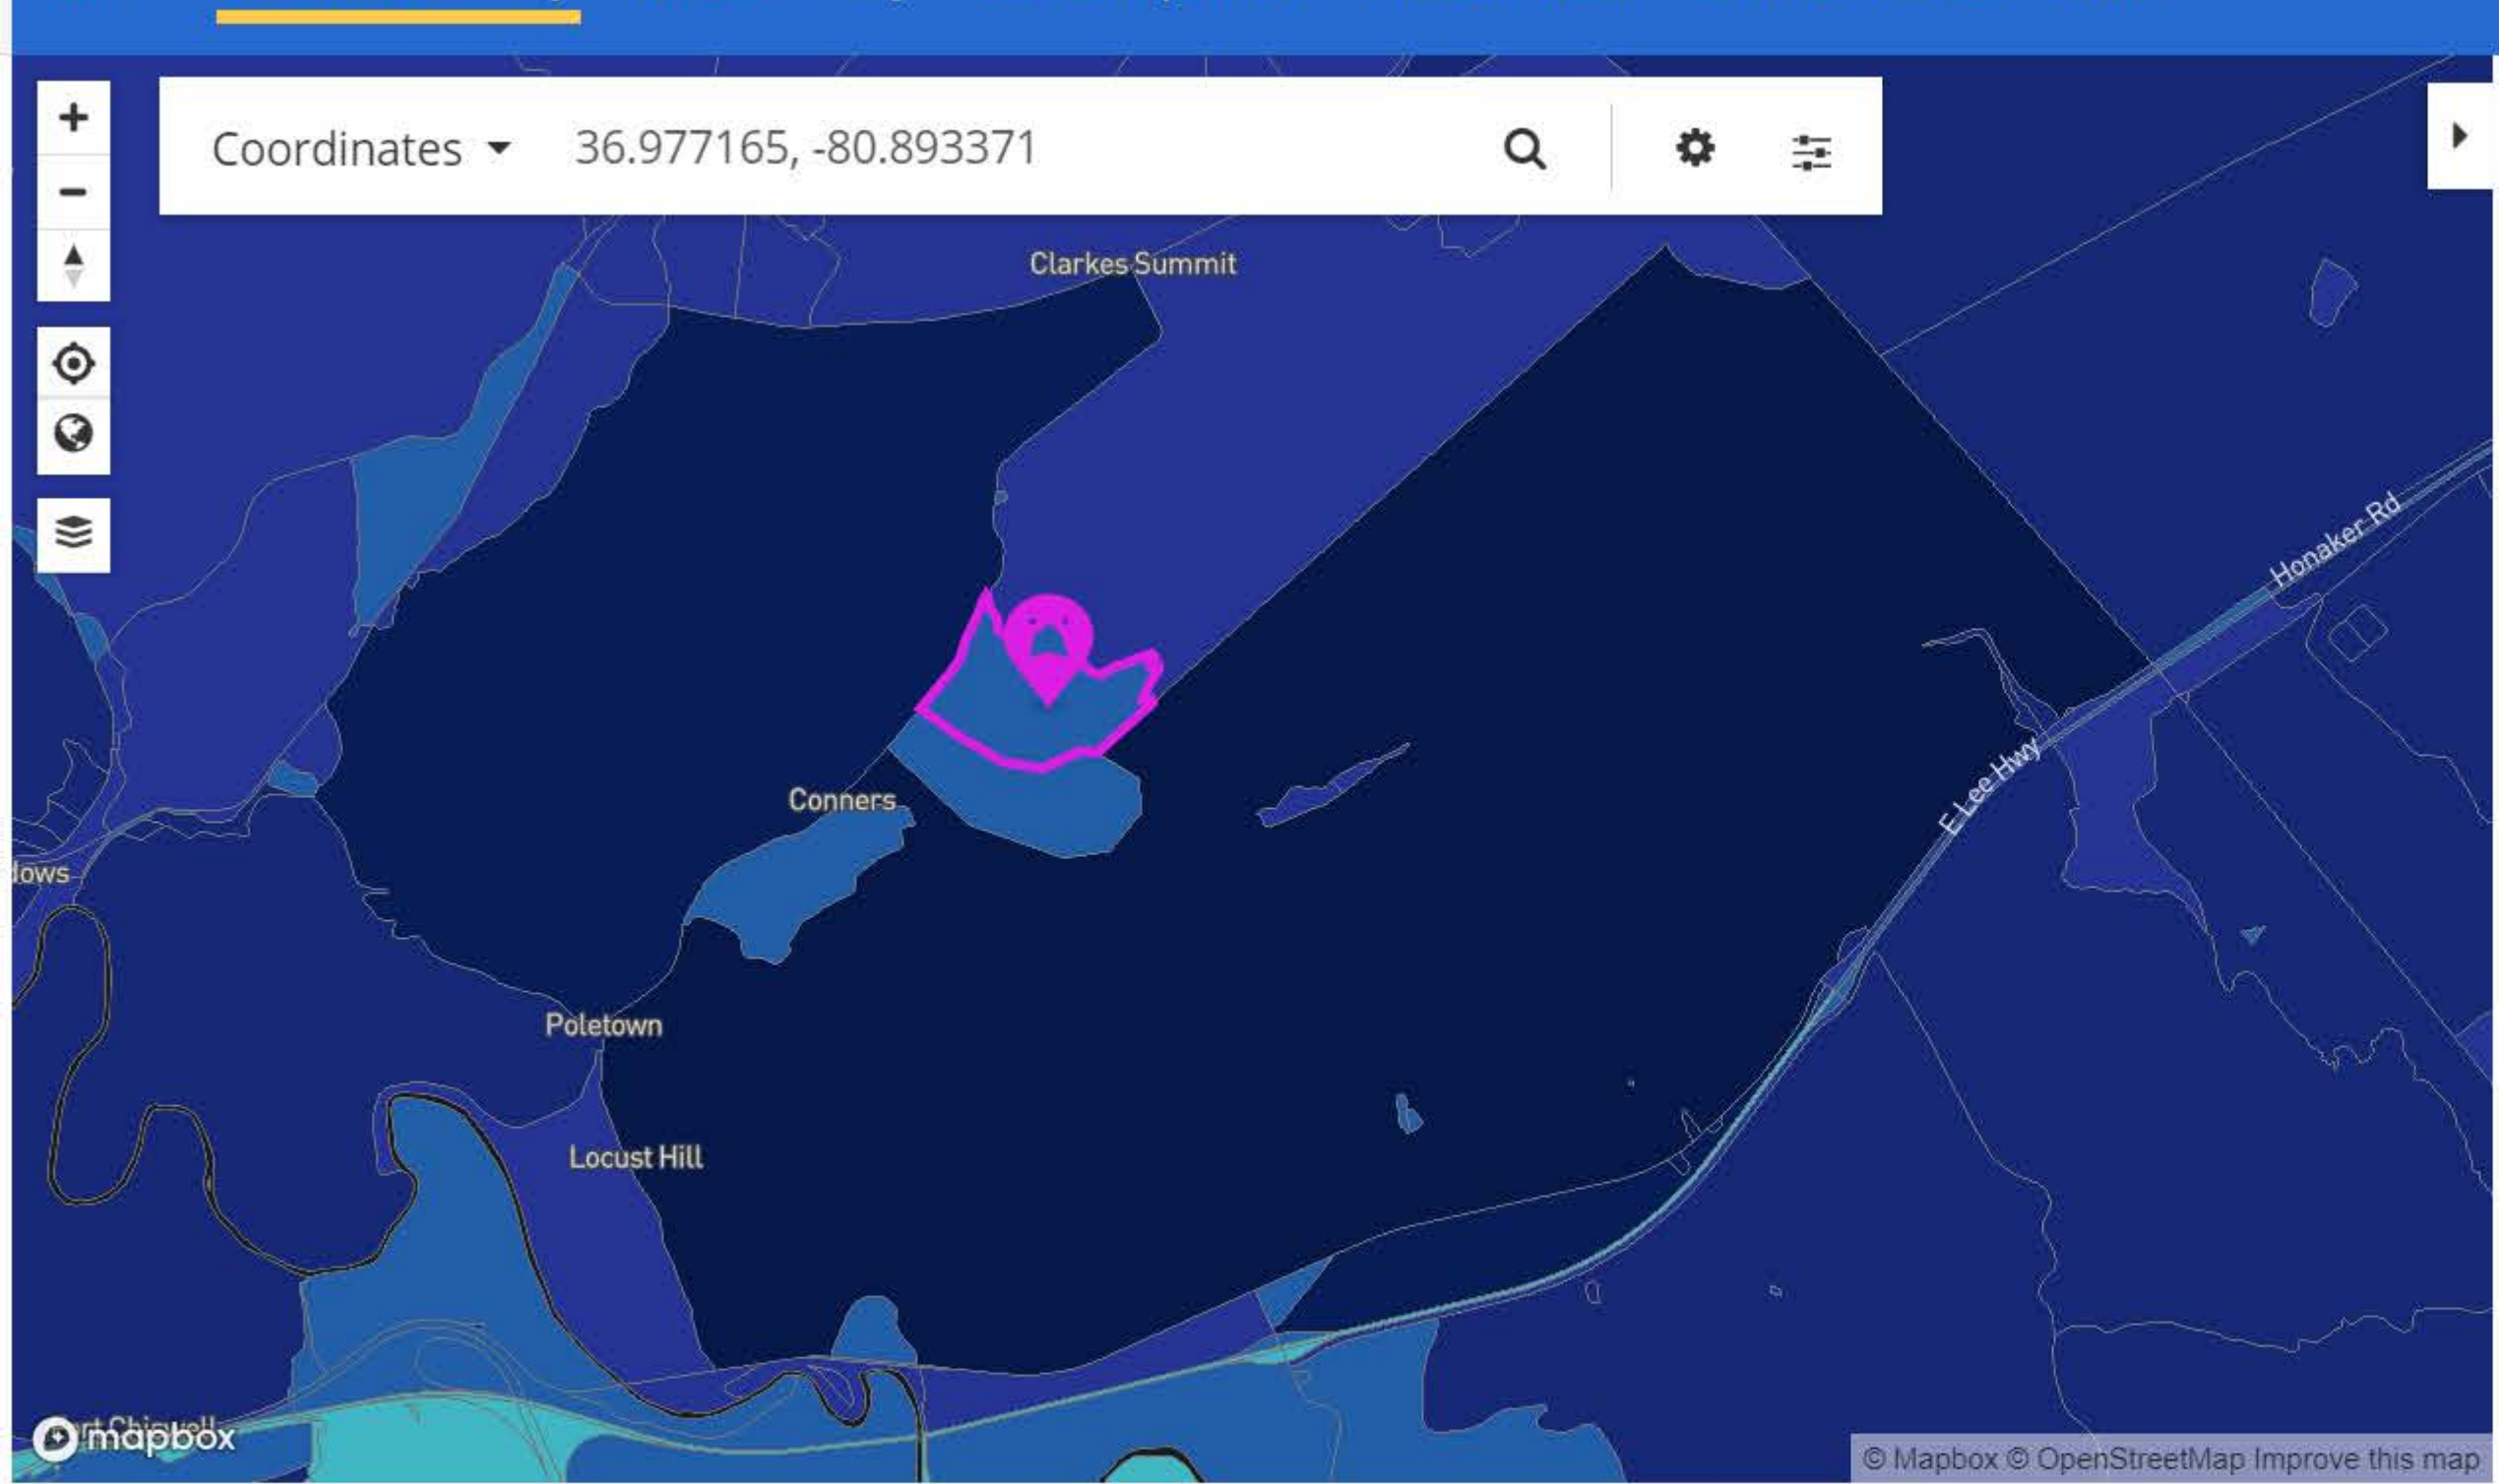 Coordinates 36.977165, -80.893371
Clarkes Summit
Honaker Rd
E Lee Hwy
Conners
dows
Poletown
Locust Hill
mapbox
© Mapbox © OpenStreetMap Improve this map